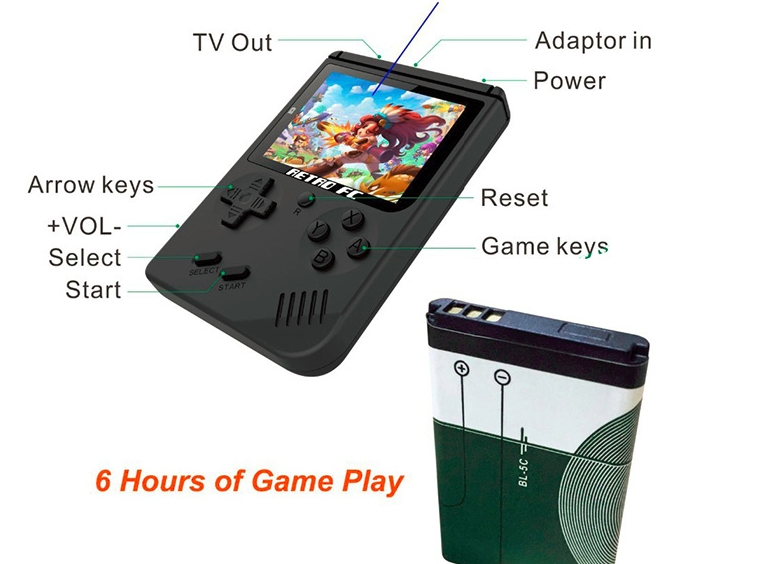 TV Out
Adaptor in
Power
RETRO FC
Arrow keys
Reset
R
+VOL-
X
Y
A
B
Game keys
Select
SELECT
Start
START
+
−
BL-5C
6 Hours of Game Play